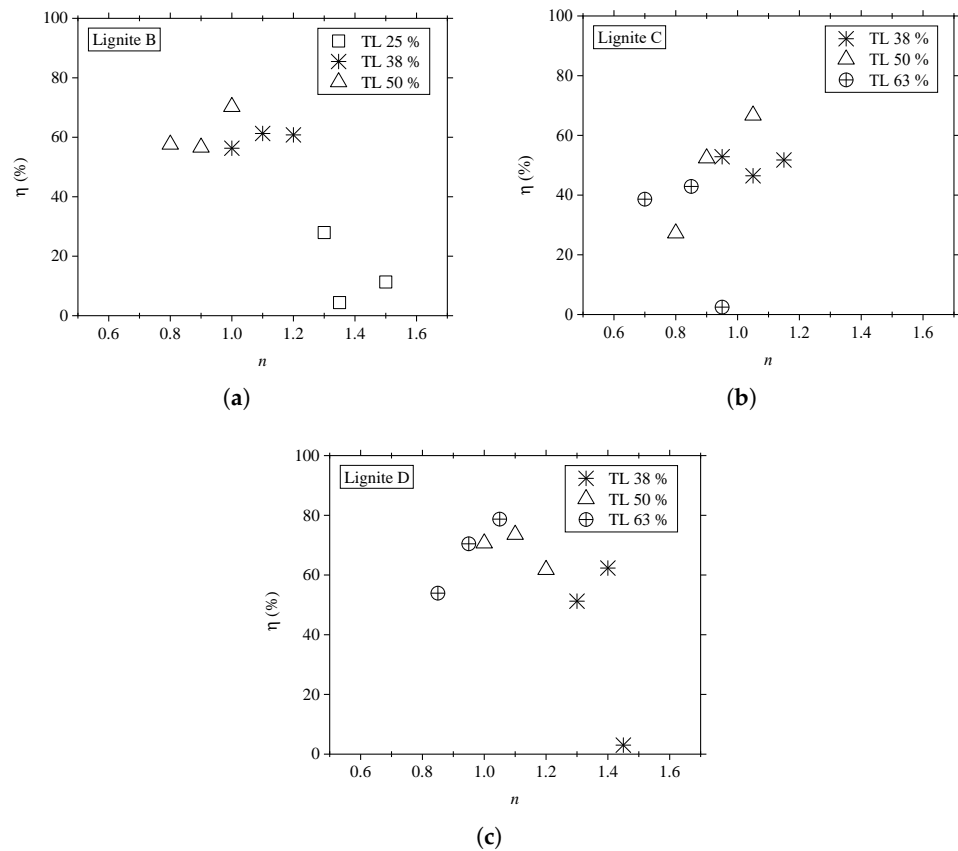 Lignite B
TL 25 %
TL 38 %
TL 50 %
100
80
60
40
20
0
η (%)
0.6 0.8 1.0 1.2 1.4 1.6
n
(a)
Lignite C
TL 38 %
TL 50 %
TL 63 %
100
80
60
40
20
0
η (%)
0.6 0.8 1.0 1.2 1.4 1.6
n
(b)
Lignite D
TL 38 %
TL 50 %
TL 63 %
100
80
60
40
20
0
η (%)
0.6 0.8 1.0 1.2 1.4 1.6
n
(c)